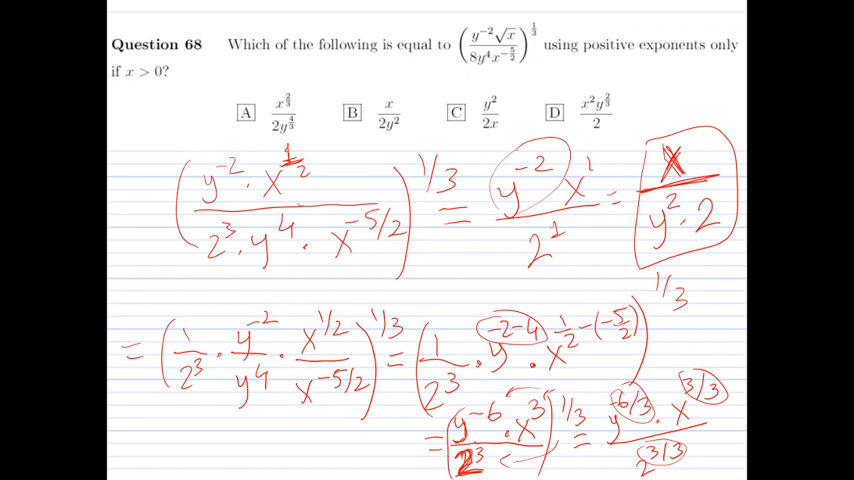 Question 68 Which of the following is equal to (y^{-2}√x / 8y^4x^{-5/2})^{1/3} using positive exponents only
if x > 0?
A x^{2/3} / 2y^{4/3} B x / 2y^2 C y^2 / 2x D x^2y^{2/3} / 2
(y^{-2} · x^{1/2} / 2^3 · y^4 · x^{-5/2})^{1/3} = y^{-2} x^1 / 2^1 = x / y^2 · 2
= (1/2^3 · y^{-2}/y^4 · x^{1/2}/x^{-5/2})^{1/3} = (1/2^3 · y^{-2-4} · x^{1/2-(-5/2)})^{1/3}
= (y^{-6} · x^3 / 2^3)^{1/3} = y^{-6/3} · x^{3/3} / 2^{3/3}